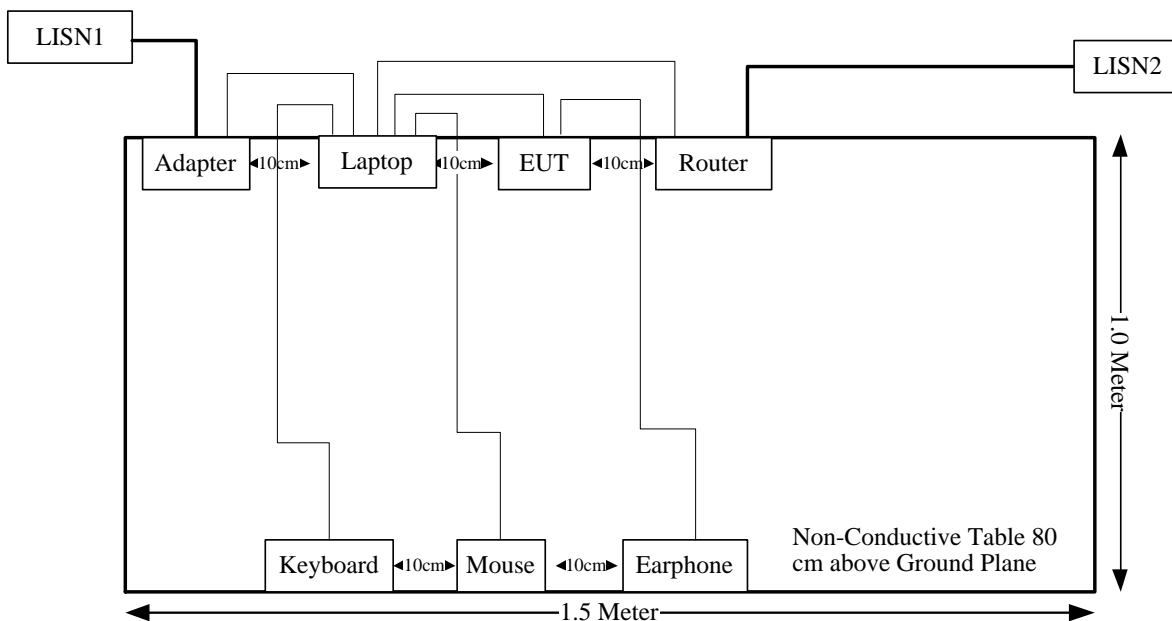 LISN1
LISN2
Adapter
10cm
Laptop
10cm
EUT
10cm
Router
1.0 Meter
Non-Conductive Table 80
cm above Ground Plane
Keyboard
10cm
Mouse
10cm
Earphone
1.5 Meter